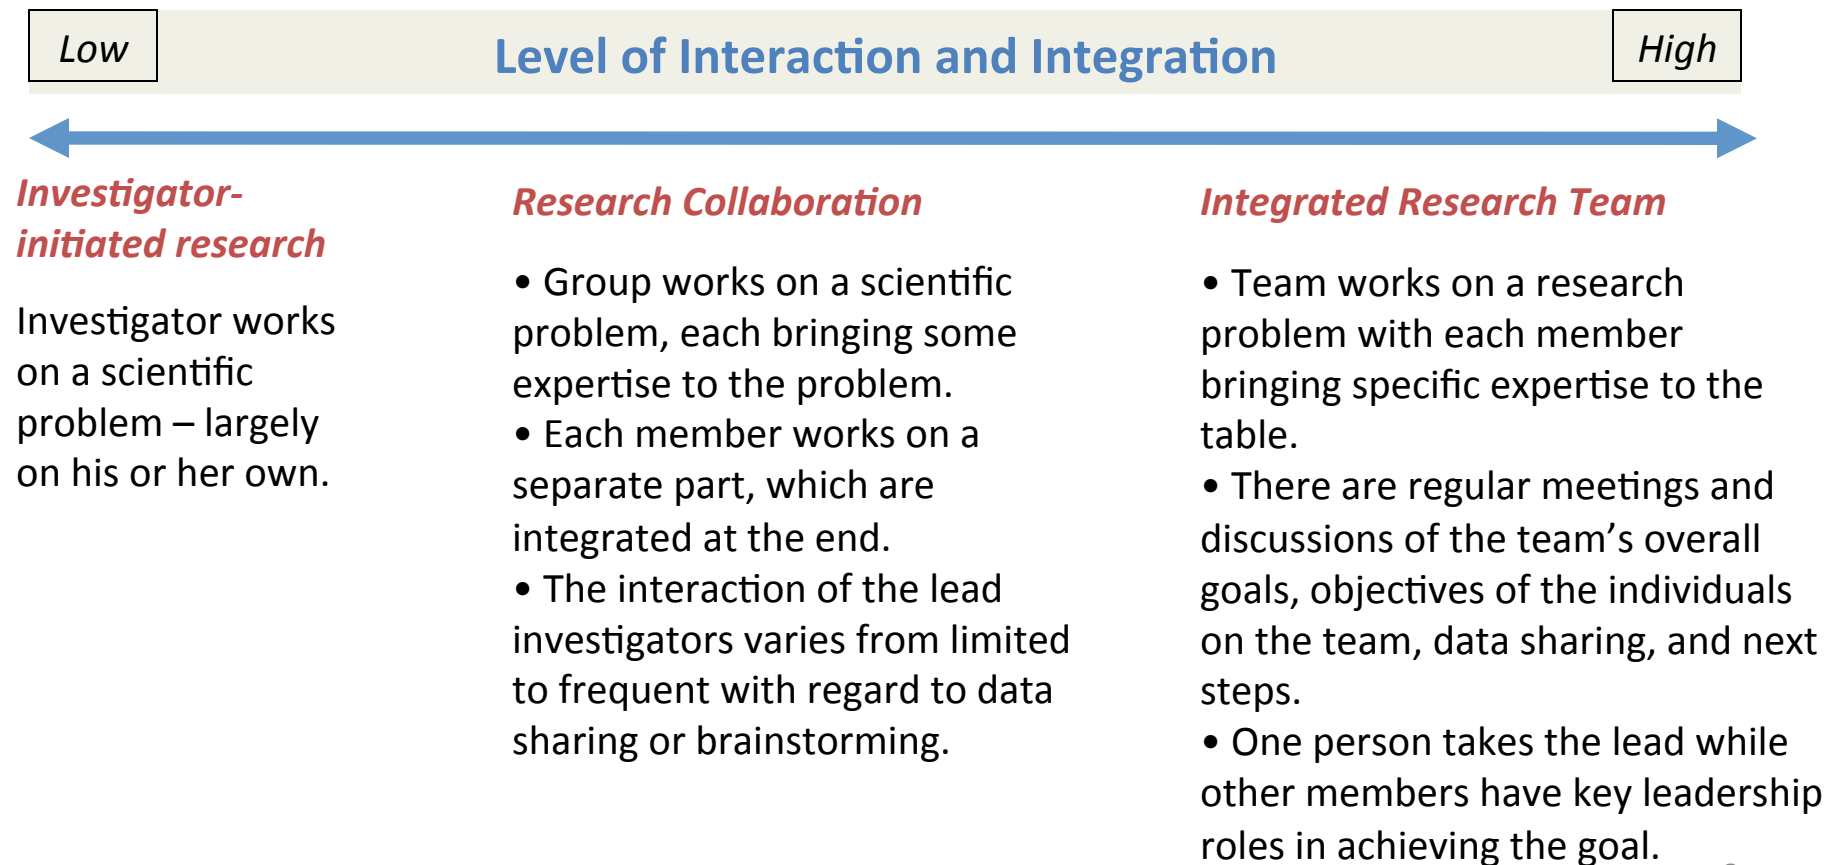 Low
Level of Interaction and Integration
High
Investigator-
initiated research
Investigator works
on a scientific
problem – largely
on his or her own.
Research Collaboration
• Group works on a scientific
problem, each bringing some
expertise to the problem.
• Each member works on a
separate part, which are
integrated at the end.
• The interaction of the lead
investigators varies from limited
to frequent with regard to data
sharing or brainstorming.
Integrated Research Team
• Team works on a research
problem with each member
bringing specific expertise to the
table.
• There are regular meetings and
discussions of the team’s overall
goals, objectives of the individuals
on the team, data sharing, and next
steps.
• One person takes the lead while
other members have key leadership
roles in achieving the goal.